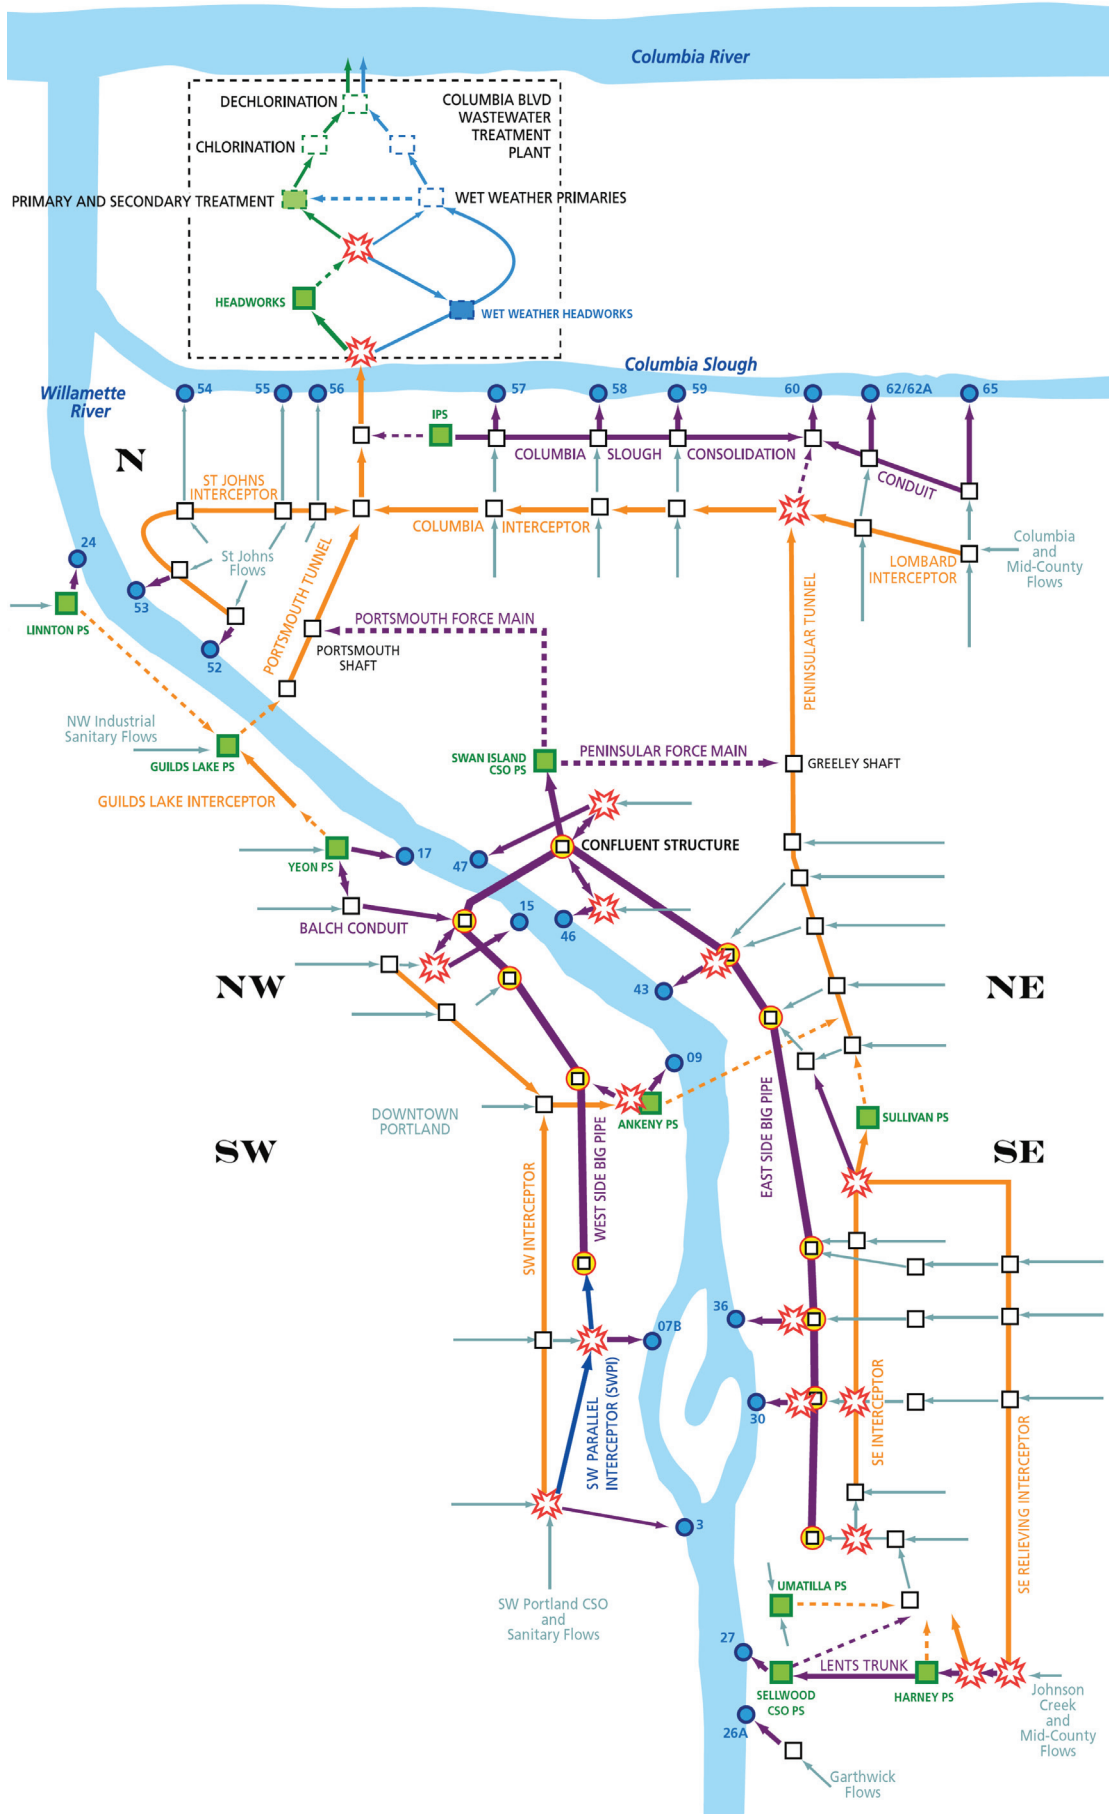 Columbia River
DECHLORINATION
COLUMBIA BLVD
WASTEWATER
TREATMENT
PLANT
CHLORINATION
PRIMARY AND SECONDARY TREATMENT
WET WEATHER PRIMARIES
HEADWORKS
WET WEATHER HEADWORKS
Columbia Slough
Willamette
River
54
55
56
57
58
59
60
62/62A
65
IPS
N
COLUMBIA
SLOUGH
CONSOLIDATION
CONDUIT
ST JOHNS
INTERCEPTOR
COLUMBIA
INTERCEPTOR
24
St Johns
Flows
LOMBARD
INTERCEPTOR
Columbia
and
Mid-County
Flows
53
LINNTON PS
52
PORTSMOUTH TUNNEL
PORTSMOUTH FORCE MAIN
PORTSMOUTH
SHAFT
PENINSULAR TUNNEL
NW Industrial
Sanitary Flows
GUILDS LAKE PS
SWAN ISLAND
CSO PS
PENINSULAR FORCE MAIN
GREELEY SHAFT
GUILDS LAKE INTERCEPTOR
CONFLUENT STRUCTURE
YEON PS
17
47
BALCH CONDUIT
15
46
NW
43
NE
09
DOWNTOWN
PORTLAND
ANKENY PS
SULLIVAN PS
SW
WEST SIDE BIG PIPE
EAST SIDE BIG PIPE
SE
SW INTERCEPTOR
36
07B
SW PARALLEL
INTERCEPTOR (SWPI)
30
SE INTERCEPTOR
SE RELIEVING INTERCEPTOR
3
SW Portland CSO
and
Sanitary Flows
UMATILLA PS
27
LENTS TRUNK
SELLWOOD
CSO PS
HARNEY PS
Johnson
Creek
and
Mid-County
Flows
26A
Garthwick
Flows